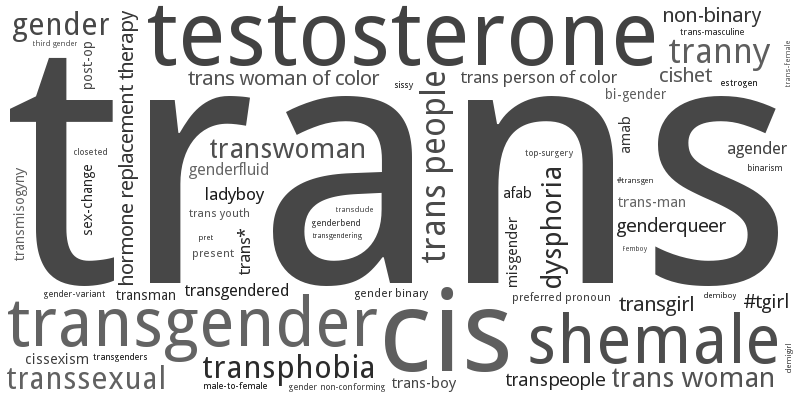 gender
testosterone
non-binary
third gender
post-op
hormone replacement therapy
trans-masculine
tranny
trans-female
trans woman of color
sissy
trans people
trans person of color
cishet
estrogen
bi-gender
trans
closeted
transwoman
genderfluid
top-surgery
amab
agender
binarism
transmisogyny
sex-change
ladyboy
trans youth
transdude
genderbend
transgendering
afab
dysphoria
#transgen
trans-man
genderqueer
pret
present
trans*
misgender
Femboy
gender-variant
transman
transgendered
gender binary
preferred pronoun
transgirl
demiboy
#tgirl
transgender
cis
shemale
demigirl
cissexism
transgenders
transphobia
transsexual
male-to-female
gender non-conforming
trans-boy
transpeople
trans woman